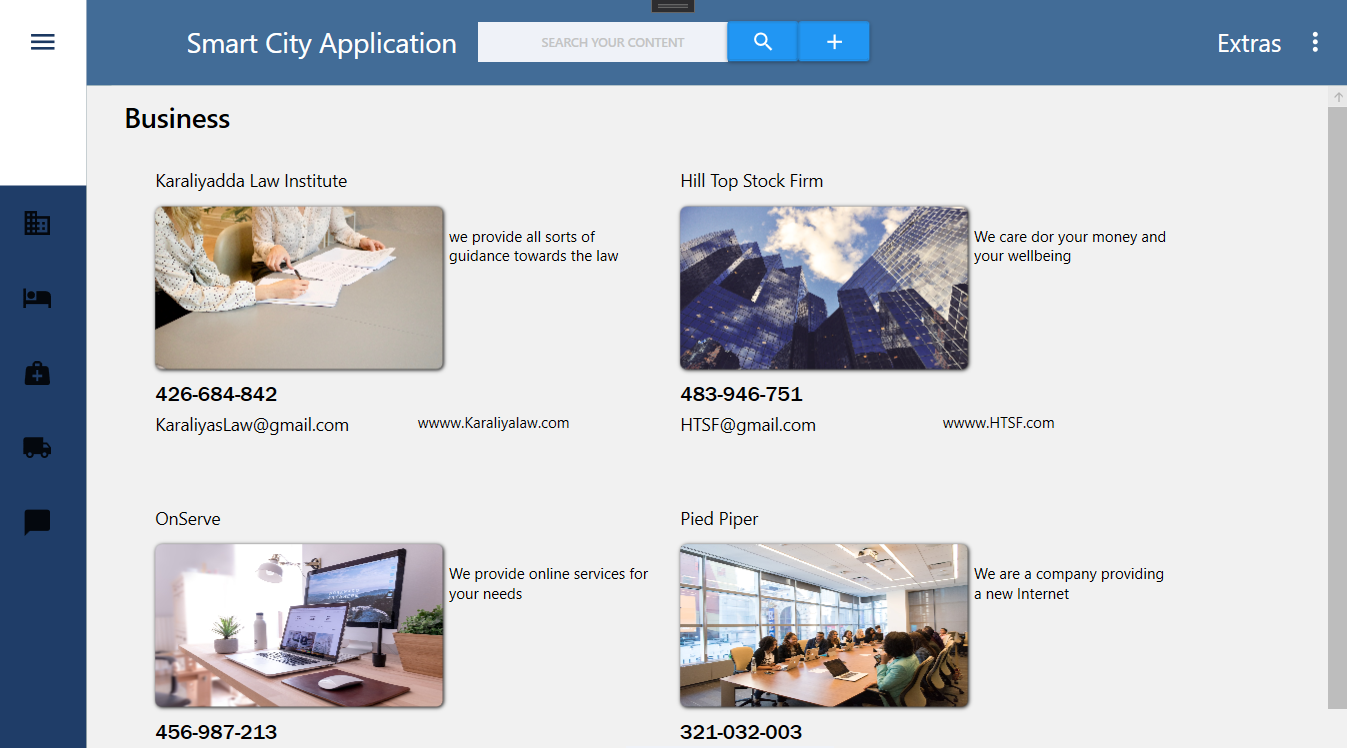 Smart City Application
SEARCH YOUR CONTENT
Extras
Business
Karaliyadda Law Institute
we provide all sorts of
guidance towards the law
426-684-842
KaraliyasLaw@gmail.com
wwww.Karaliyalaw.com
Hill Top Stock Firm
We care dor your money and
your wellbeing
483-946-751
HTSF@gmail.com
wwww.HTSF.com
OnServe
We provide online services for
your needs
456-987-213
Pied Piper
We are a company providing
a new Internet
321-032-003